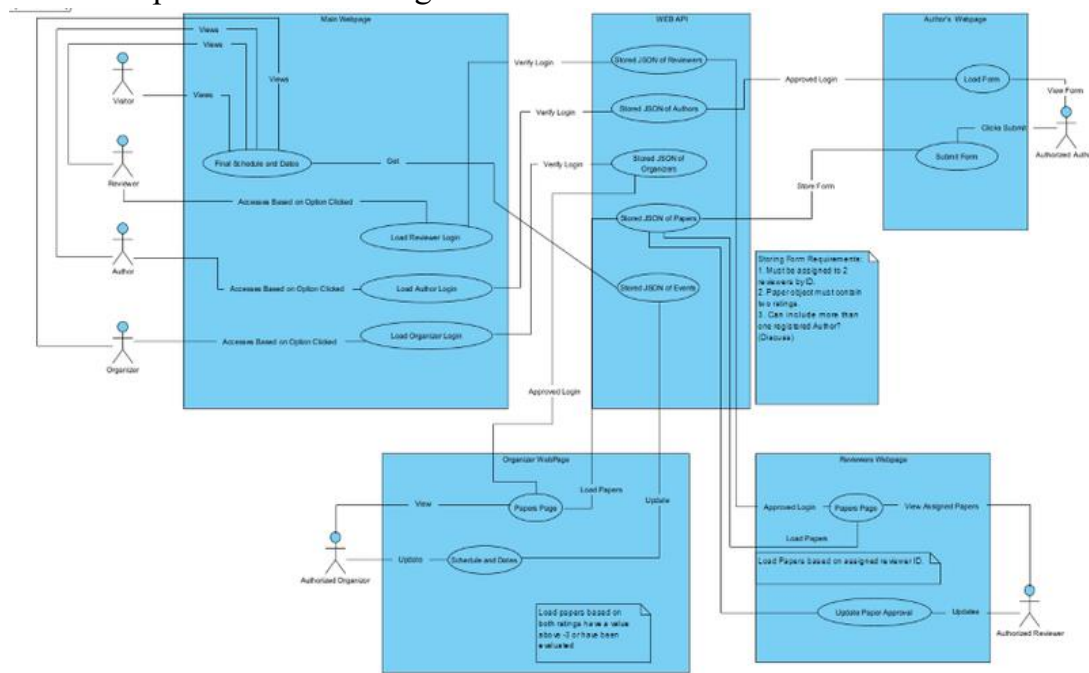 Main Webpage
WEB API
Author's Webpage
Views
Views
Views
Views
Visitor
Reviewer
Author
Organizer
Final Schedule and Dates
Get
Accesses Based on Option Clicked
Load Reviewer Login
Accesses Based on Option Clicked
Load Author Login
Accesses Based on Option Clicked
Load Organizer Login
Verify Login
Verify Login
Verify Login
Stored JSON of Reviewers
Stored JSON of Authors
Stored JSON of
Organizers
Stored JSON of Papers
Stored JSON of Events
Approved Login
Load Form
View Form
Clicks Submit
Authorized Auth
Submit Form
Store Form
Storing Form Requirements:
1. Must be assigned to 2
reviewers by ID.
2. Paper object must contain
two ratings.
3. Can include more than
one registered Author?
(Discuss)
Approved Login
Organizer WebPage
View
Papers Page
Load Papers
Update
Authorized Organizer
Update
Schedule and Dates
Load papers based on
both ratings have a value
above -3 or have been
evaluated
Reviewers Webpage
Approved Login
Papers Page
View Assigned Papers
Load Papers
Load Papers based on assigned reviewer ID.
Update Paper Approval
Updates
Authorized Reviewer